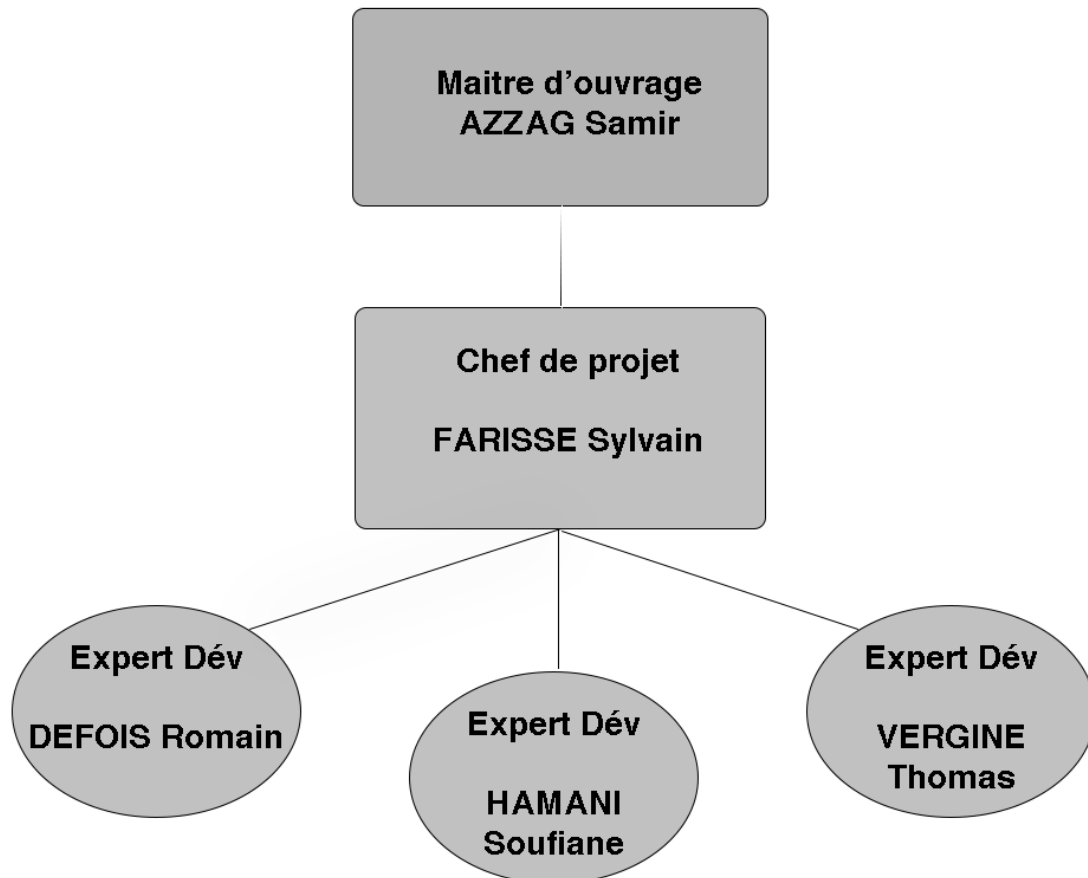 Maitre d’ouvrage
AZZAG Samir
Chef de projet
FARISSE Sylvain
Expert Dév
DEFOIS Romain
Expert Dév
HAMANI
Soufiane
Expert Dév
VERGINE
Thomas